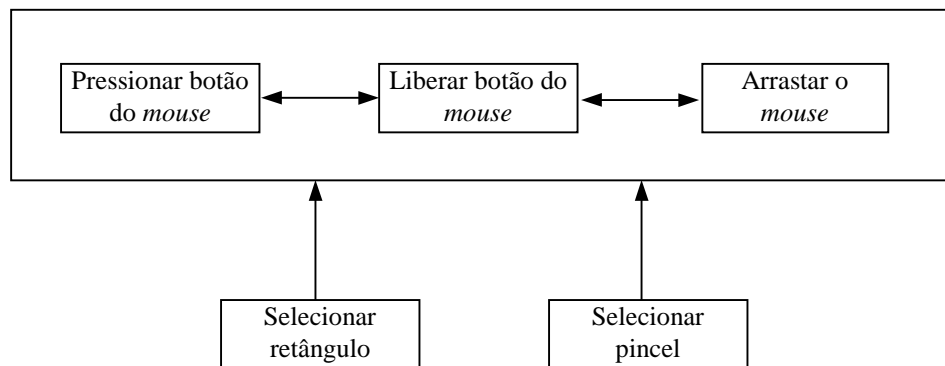 Pressionar botão
do mouse
Liberar botão do
mouse
Arrastar o
mouse
Selecionar
retângulo
Selecionar
pincel